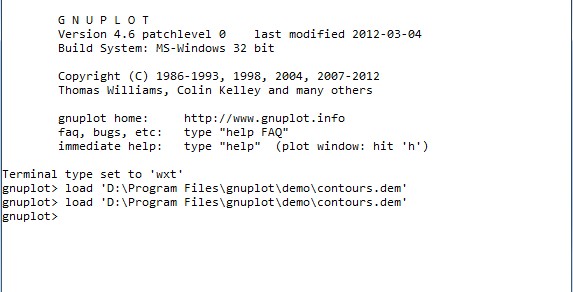 G N U P L O T
Version 4.6 patchlevel 0    last modified 2012-03-04
Build System: MS-Windows 32 bit
Copyright (C) 1986-1993, 1998, 2004, 2007-2012
Thomas Williams, Colin Kelley and many others
gnuplot home:     http://www.gnuplot.info
faq, bugs, etc:   type "help FAQ"
immediate help:   type "help"  (plot window: hit 'h')
Terminal type set to 'wxt'
gnuplot> load 'D:\Program Files\gnuplot\demo\contours.dem'
gnuplot> load 'D:\Program Files\gnuplot\demo\contours.dem'
gnuplot>